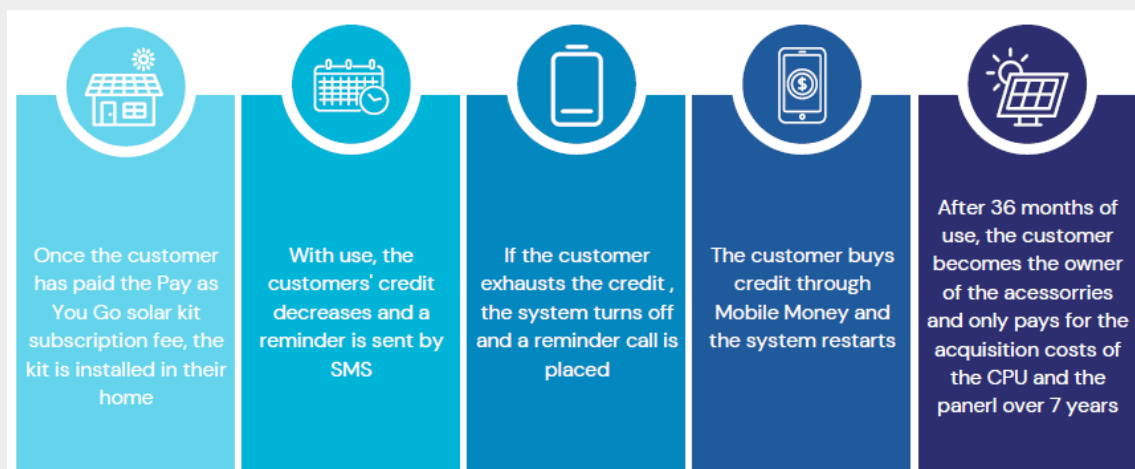 Once the customer
has paid the Pay as
You Go solar kit
subscription fee, the
kit is installed in their
home
With use, the
customers' credit
decreases and a
reminder is sent by
SMS
If the customer
exhausts the credit ,
the system turns off
and a reminder call is
placed
The customer buys
credit through
Mobile Money and
the system restarts
After 36 months of
use, the customer
becomes the owner
of the acessorries
and only pays for the
acquisition costs of
the CPU and the
panerl over 7 years